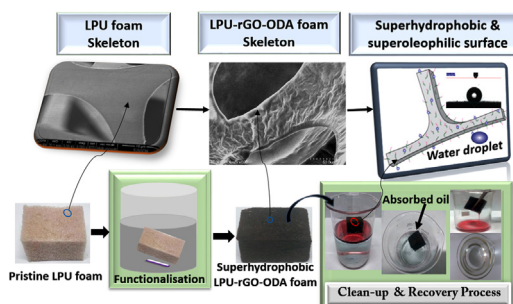 LPU foam
Skeleton
LPU-rGO-ODA foam
Skeleton
Superhydrophobic &
superoleophilic surface
Water droplet
Absorbed oil
Pristine LPU foam
Functionalisation
Superhydrophobic
LPU-rGO-ODA foam
Clean-up & Recovery Process